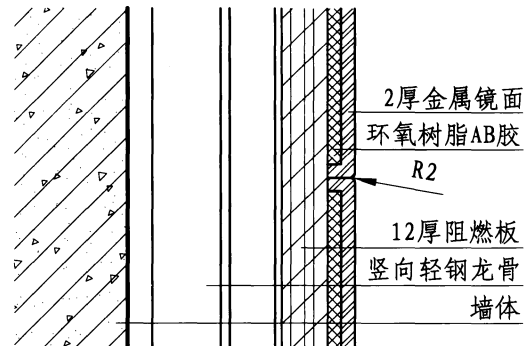 2厚金属镜面
环氧树脂AB胶
R2
12厚阻燃板
竖向轻钢龙骨
墙体